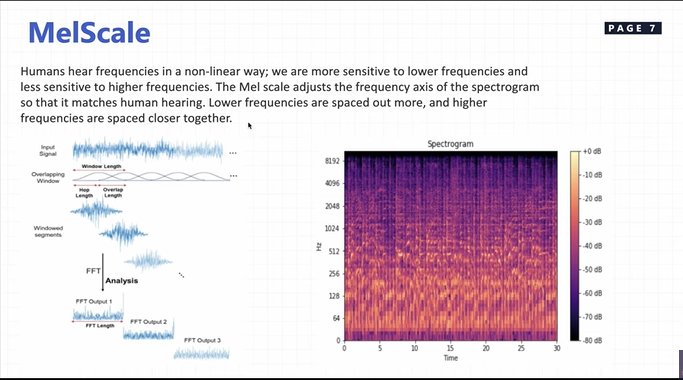 MelScale
PAGE 7
Humans hear frequencies in a non-linear way; we are more sensitive to lower frequencies and
less sensitive to higher frequencies. The Mel scale adjusts the frequency axis of the spectrogram
so that it matches human hearing. Lower frequencies are spaced out more, and higher
frequencies are spaced closer together.
Input
Signal
...
Window Length
Overlapping
Window
...
Hop
Length
Overlap
Length
Windowed
segments
FFT
Analysis
FFT Output 1
FFT Length
FFT Output 2
FFT Output 3
Spectrogram
Hz
8192
4096
2048
1024
512
256
128
64
0
0 5 10 15 20 25 30
Time
+0 dB
-10 dB
-20 dB
-30 dB
-40 dB
-50 dB
-60 dB
-70 dB
-80 dB